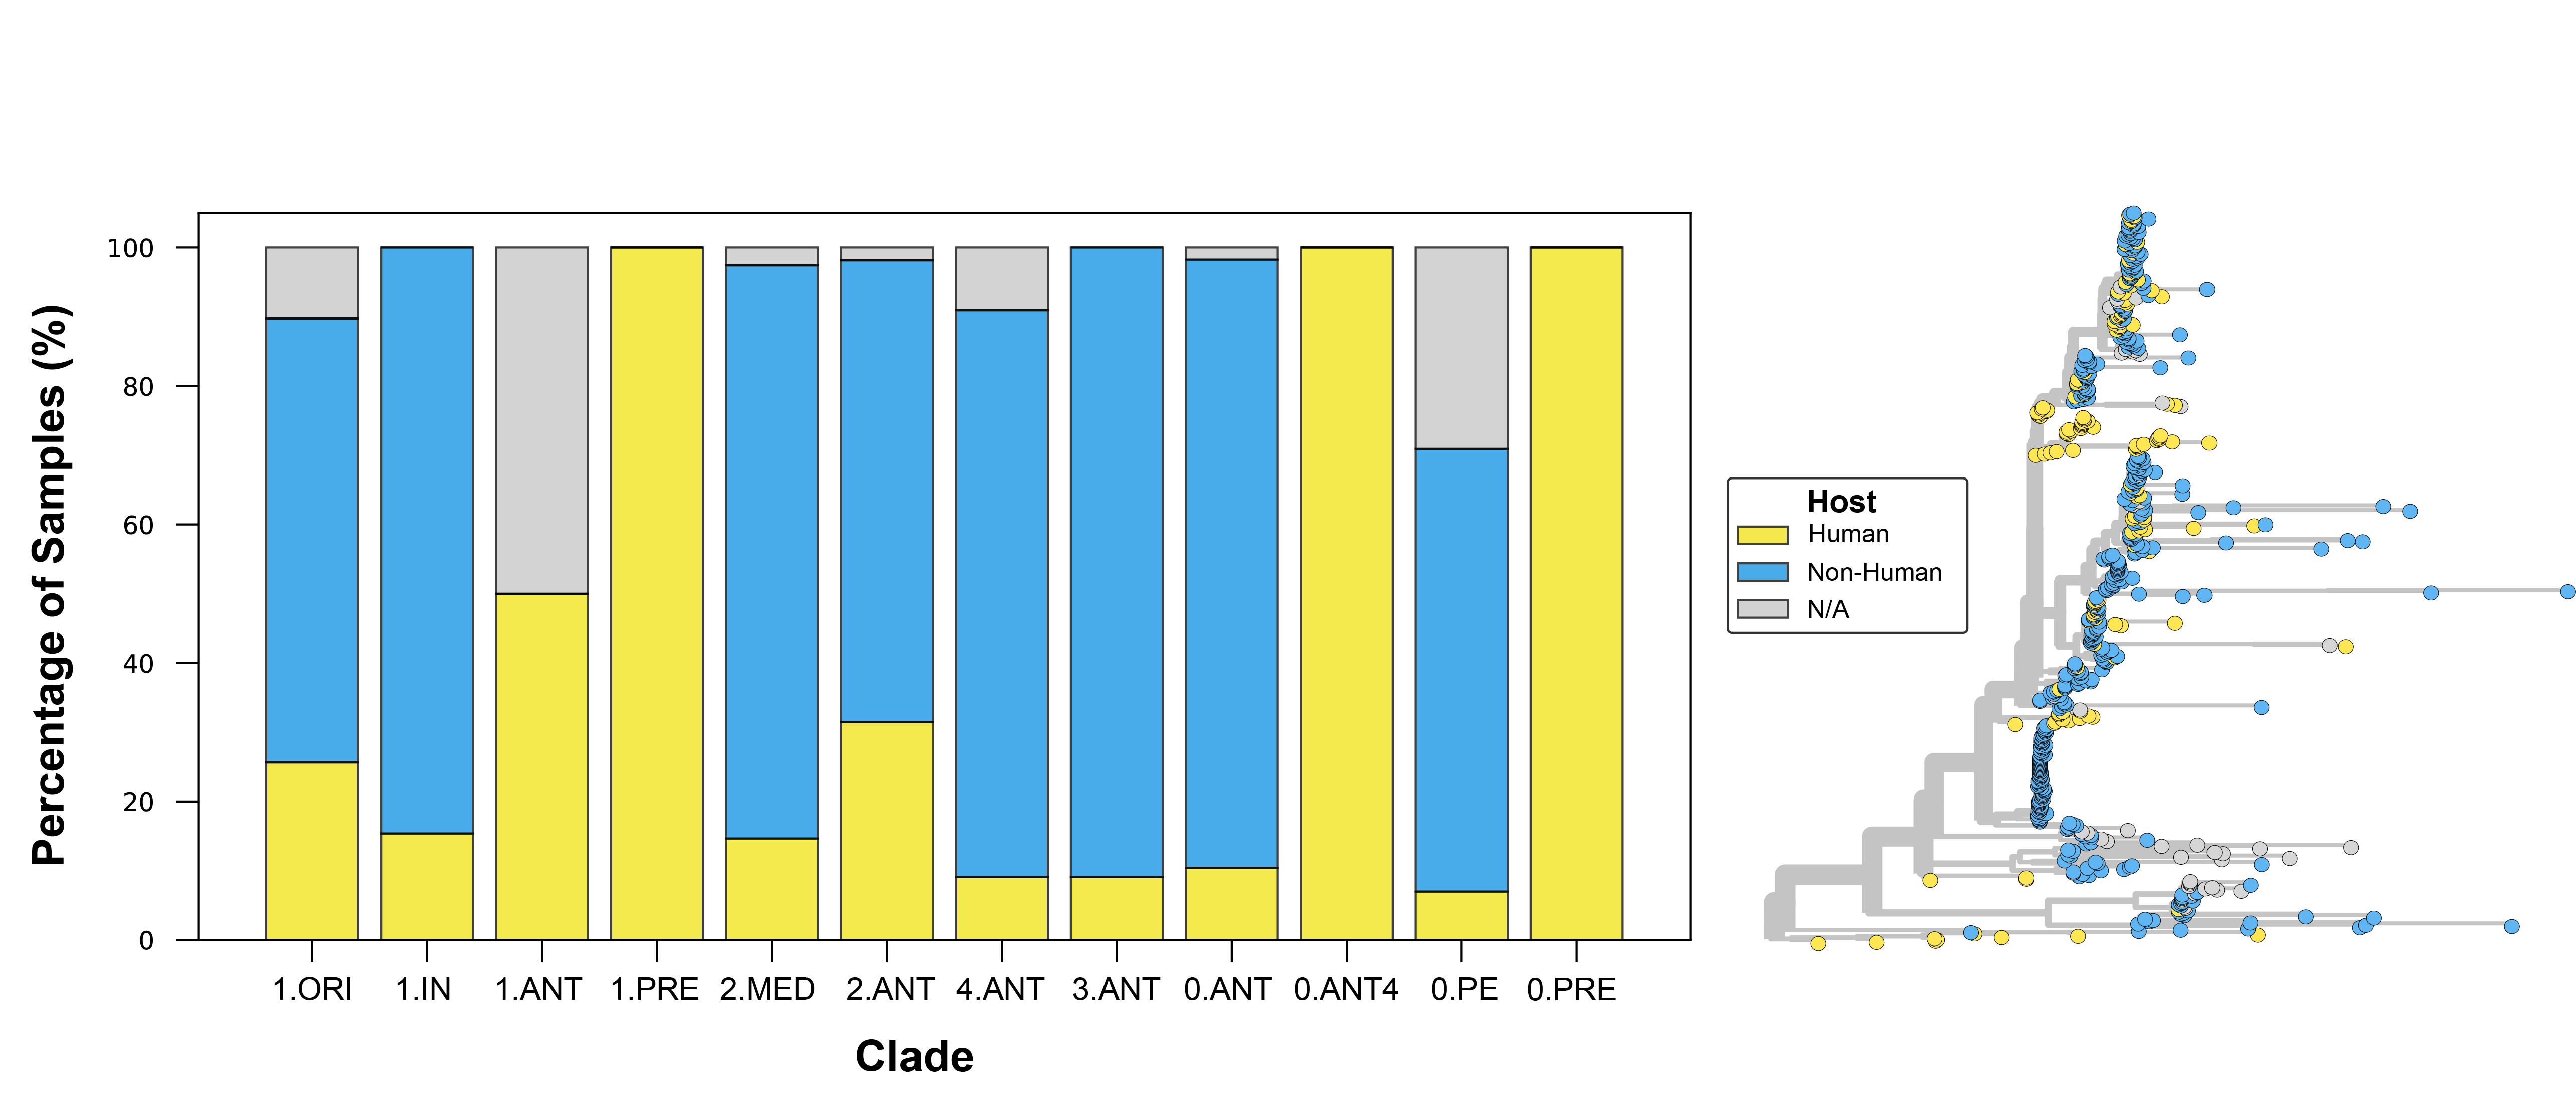 Percentage of Samples (%)
100
80
60
40
20
0
1.ORI 1.IN 1.ANT 1.PRE 2.MED 2.ANT 4.ANT 3.ANT 0.ANT 0.ANT4 0.PE 0.PRE
Clade
Host
Human
Non-Human
N/A